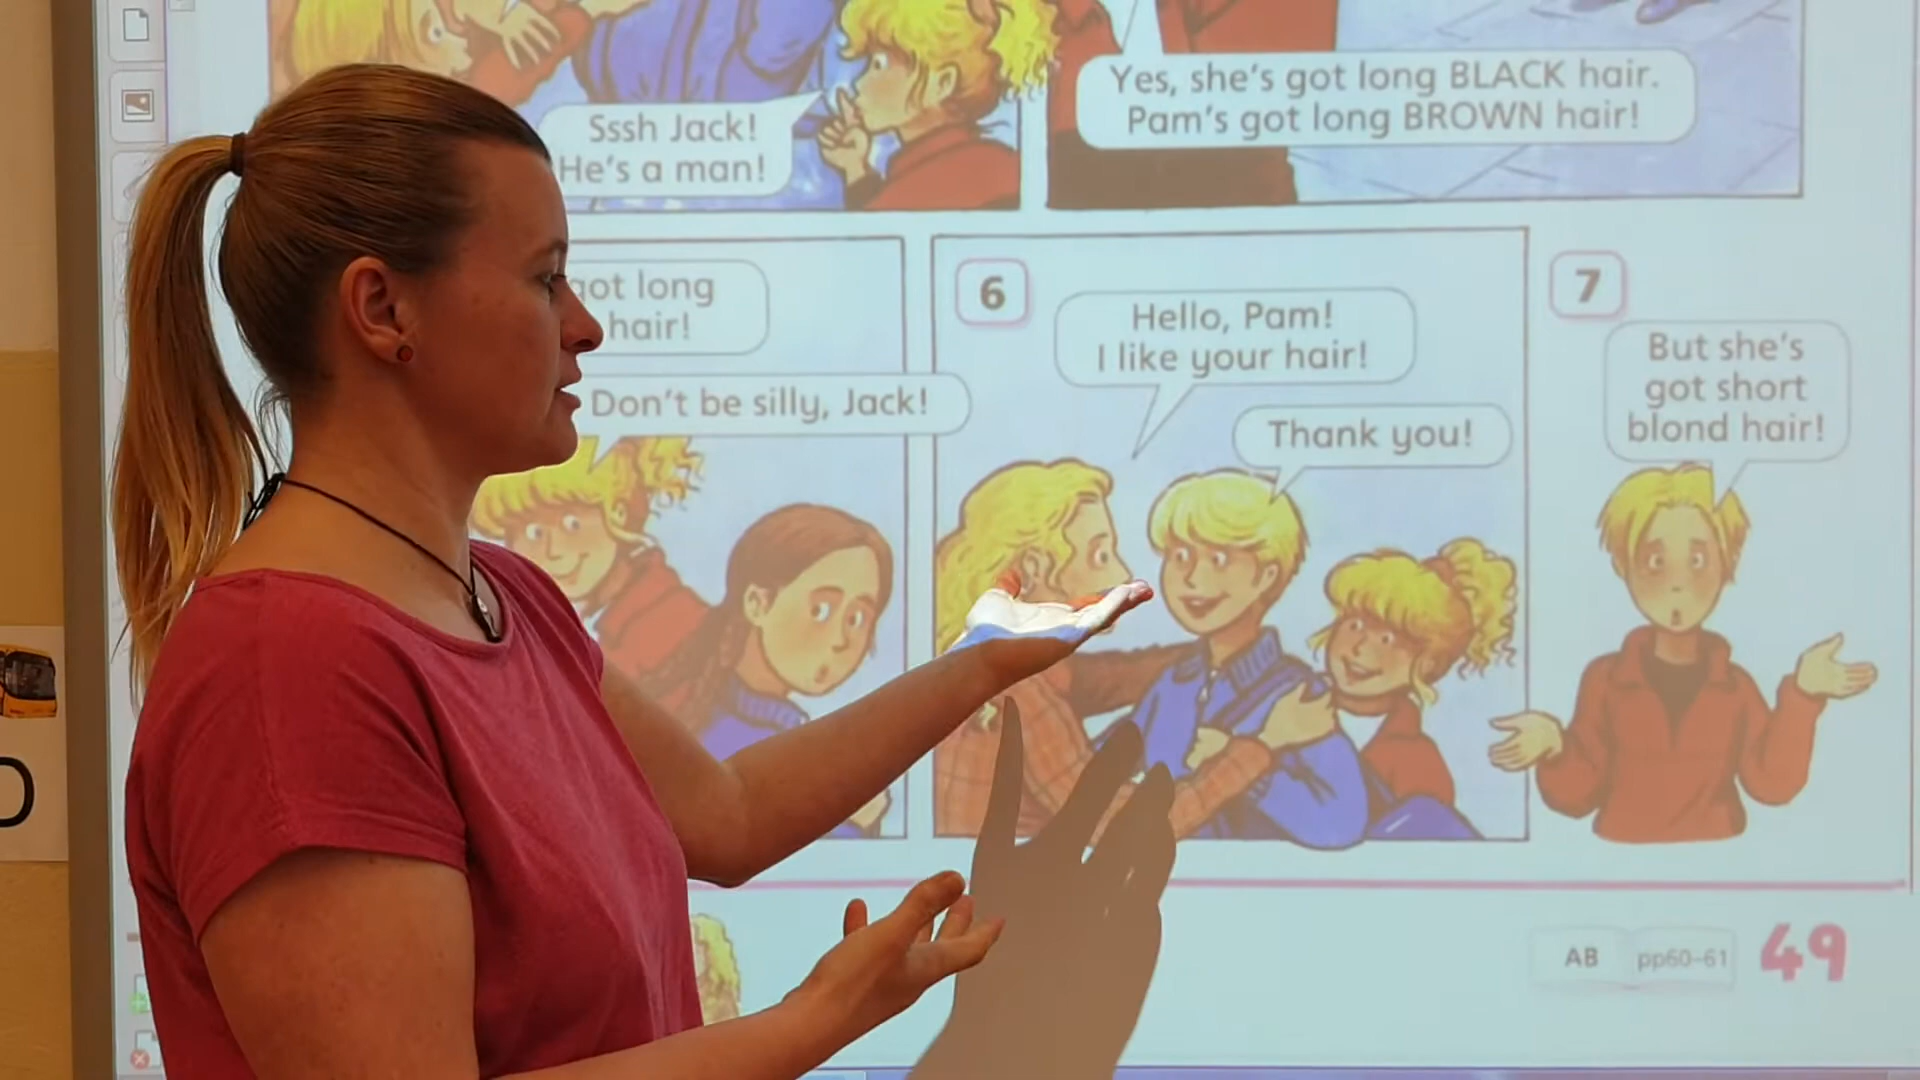 Sssh Jack!
He's a man!
Yes, she's got long BLACK hair.
Pam's got long BROWN hair!
got long
hair!
Don't be silly, Jack!
6
Hello, Pam!
I like your hair!
Thank you!
7
But she's
got short
blond hair!
AB pp60-61 49